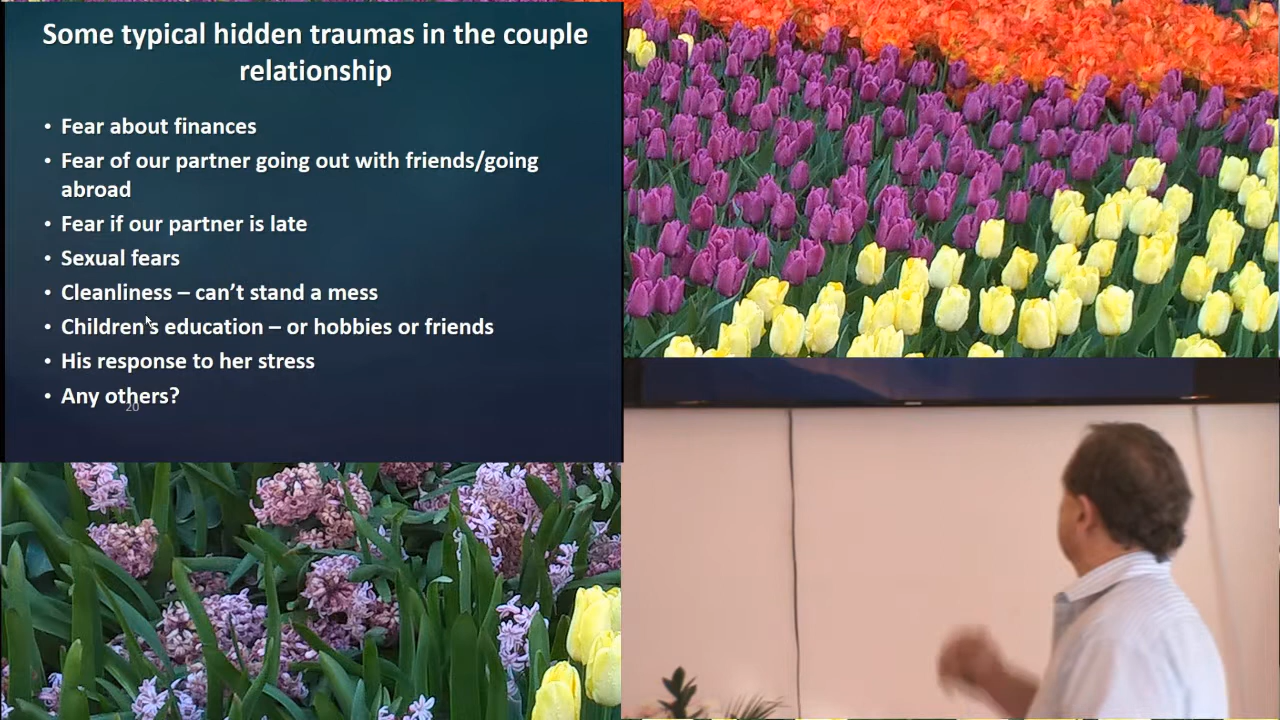 Some typical hidden traumas in the couple
relationship
• Fear about finances
• Fear of our partner going out with friends/going
abroad
• Fear if our partner is late
• Sexual fears
• Cleanliness – can't stand a mess
• Children's education – or hobbies or friends
• His response to her stress
• Any others?
20